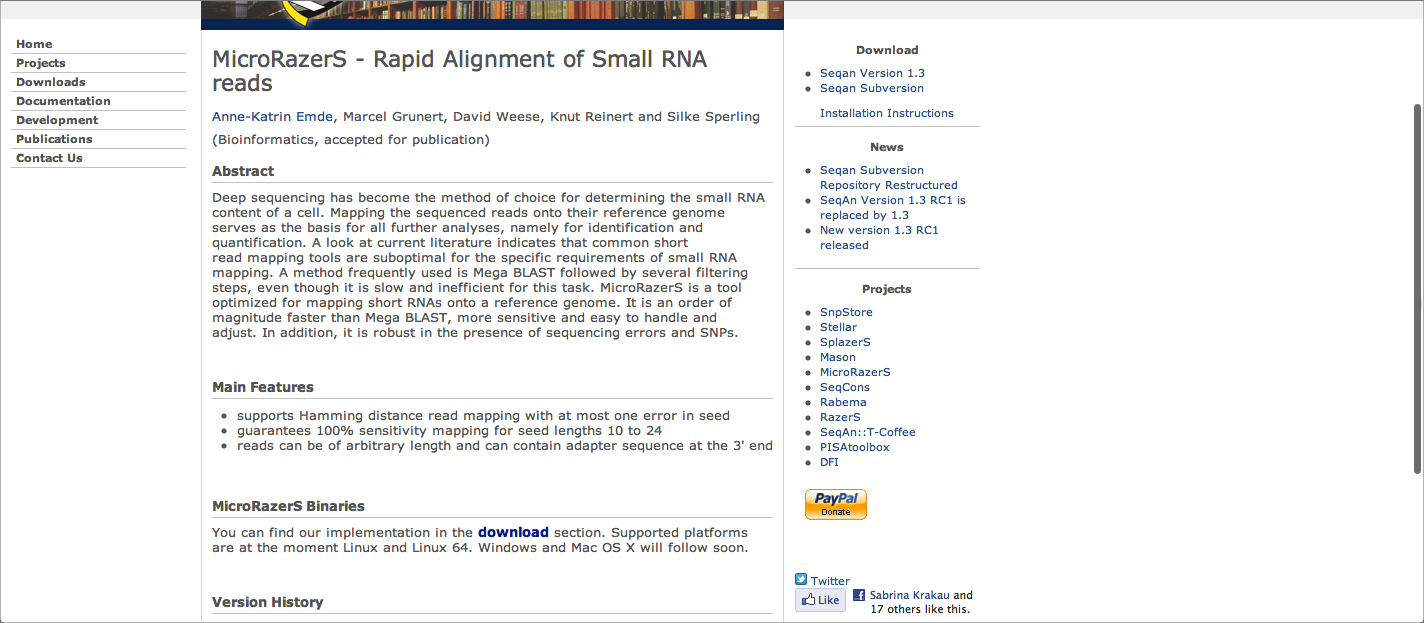 Home
Projects
Downloads
Documentation
Development
Publications
Contact Us
MicroRazerS - Rapid Alignment of Small RNA
reads
Anne-Katrin Emde, Marcel Grunert, David Weese, Knut Reinert and Silke Sperling
(Bioinformatics, accepted for publication)
Abstract
Deep sequencing has become the method of choice for determining the small RNA
content of a cell. Mapping the sequenced reads onto their reference genome
serves as the basis for all further analyses, namely for identification and
quantification. A look at current literature indicates that common short
read mapping tools are suboptimal for the specific requirements of small RNA
mapping. A method frequently used is Mega BLAST followed by several filtering
steps, even though it is slow and inefficient for this task. MicroRazerS is a tool
optimized for mapping short RNAs onto a reference genome. It is an order of
magnitude faster than Mega BLAST, more sensitive and easy to handle and
adjust. In addition, it is robust in the presence of sequencing errors and SNPs.
Main Features
supports Hamming distance read mapping with at most one error in seed
guarantees 100% sensitivity mapping for seed lengths 10 to 24
reads can be of arbitrary length and can contain adapter sequence at the 3' end
MicroRazerS Binaries
You can find our implementation in the download section. Supported platforms
are at the moment Linux and Linux 64. Windows and Mac OS X will follow soon.
Version History
Download
Seqan Version 1.3
Seqan Subversion
Installation Instructions
News
Seqan Subversion
Repository Restructured
SeqAn Version 1.3 RC1 is
replaced by 1.3
New version 1.3 RC1
released
Projects
SnpStore
Stellar
SplazerS
Mason
MicroRazerS
SeqCons
Rabema
RazerS
SeqAn::T-Coffee
PISAtoolbox
DFI
PayPal
Donate
Twitter
Like
Sabrina Krakau and
17 others like this.